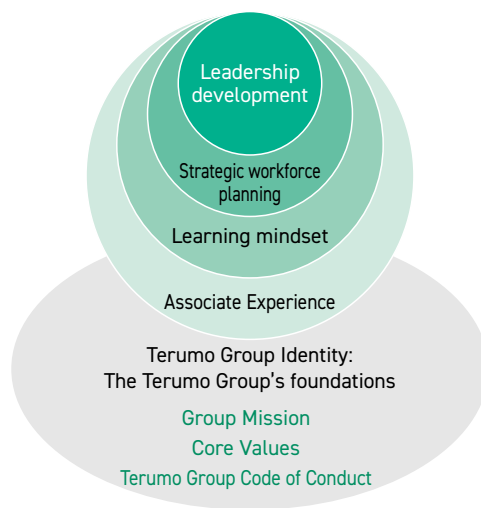 Leadership
development
Strategic workforce
planning
Learning mindset
Associate Experience
Terumo Group Identity:
The Terumo Group’s foundations
Group Mission
Core Values
Terumo Group Code of Conduct